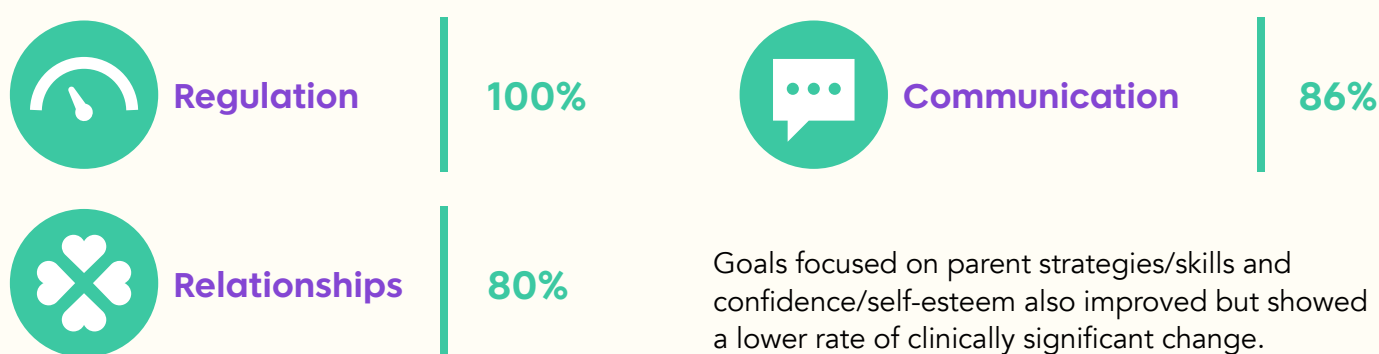 Regulation
100%
Communication
86%
Relationships
80%
Goals focused on parent strategies/skills and
confidence/self-esteem also improved but showed
a lower rate of clinically significant change.